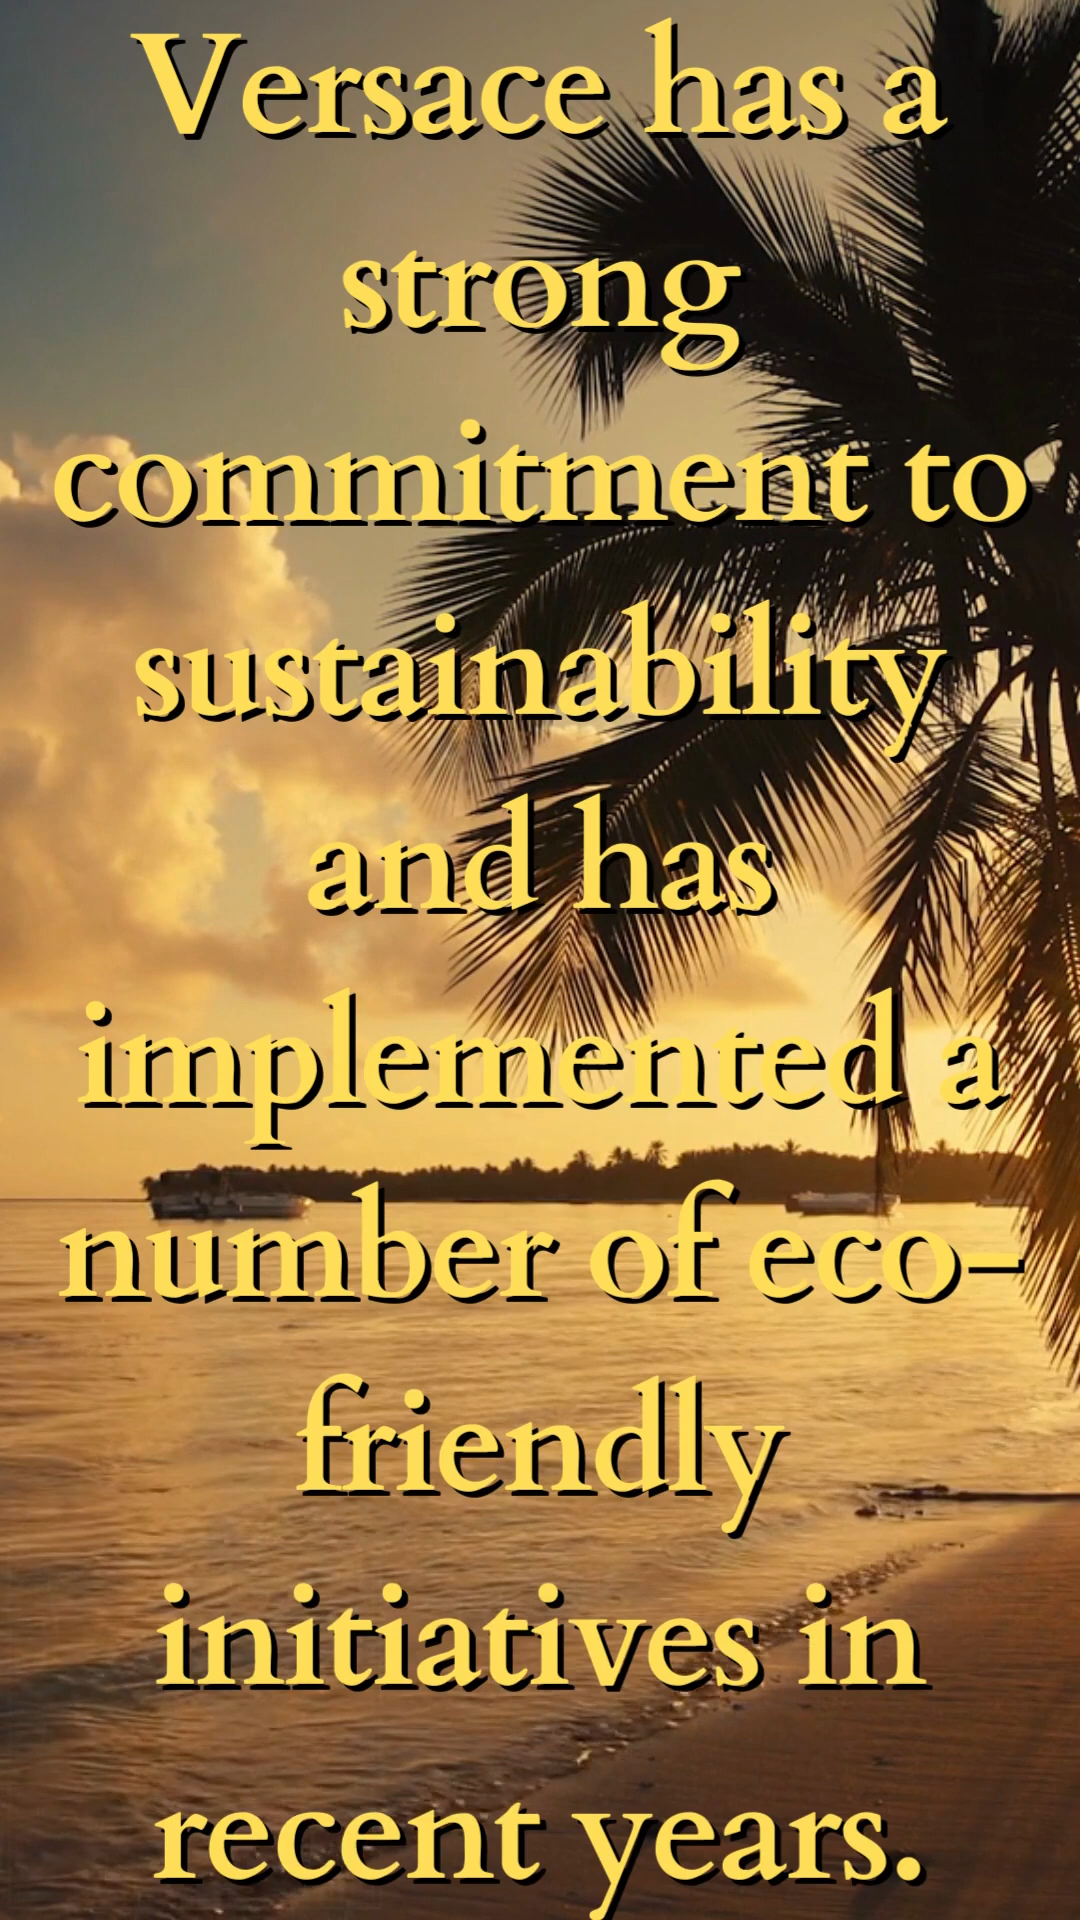 Versace has a
strong
commitment to
sustainability
and has
implemented a
number of eco-
friendly
initiatives in
recent years.